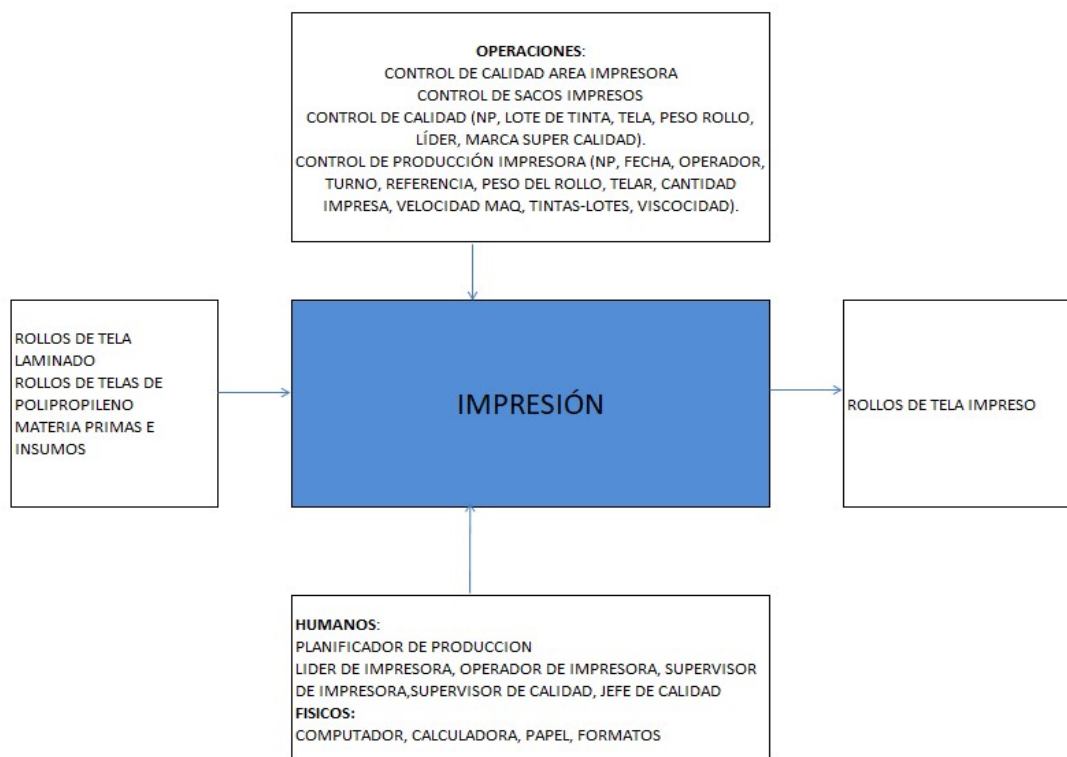 OPERACIONES:
CONTROL DE CALIDAD AREA IMPRESORA
CONTROL DE SACOS IMPRESOS
CONTROL DE CALIDAD (NP, LOTE DE TINTA, TELA, PESO ROLLO,
LÍDER, MARCA SUPER CALIDAD).
CONTROL DE PRODUCCIÓN IMPRESORA (NP, FECHA, OPERADOR,
TURNO, REFERENCIA, PESO DEL ROLLO, TELAR, CANTIDAD
IMPRESA, VELOCIDAD MAQ, TINTAS-LOTES, VISCOCIDAD).
ROLLOS DE TELA
LAMINADO
ROLLOS DE TELAS DE
POLIPROPILENO
MATERIA PRIMAS E
INSUMOS
IMPRESIÓN
ROLLOS DE TELA IMPRESO
HUMANOS:
PLANIFICADOR DE PRODUCCION
LIDER DE IMPRESORA, OPERADOR DE IMPRESORA, SUPERVISOR
DE IMPRESORA,SUPERVISOR DE CALIDAD, JEFE DE CALIDAD
FISICOS:
COMPUTADOR, CALCULADORA, PAPEL, FORMATOS